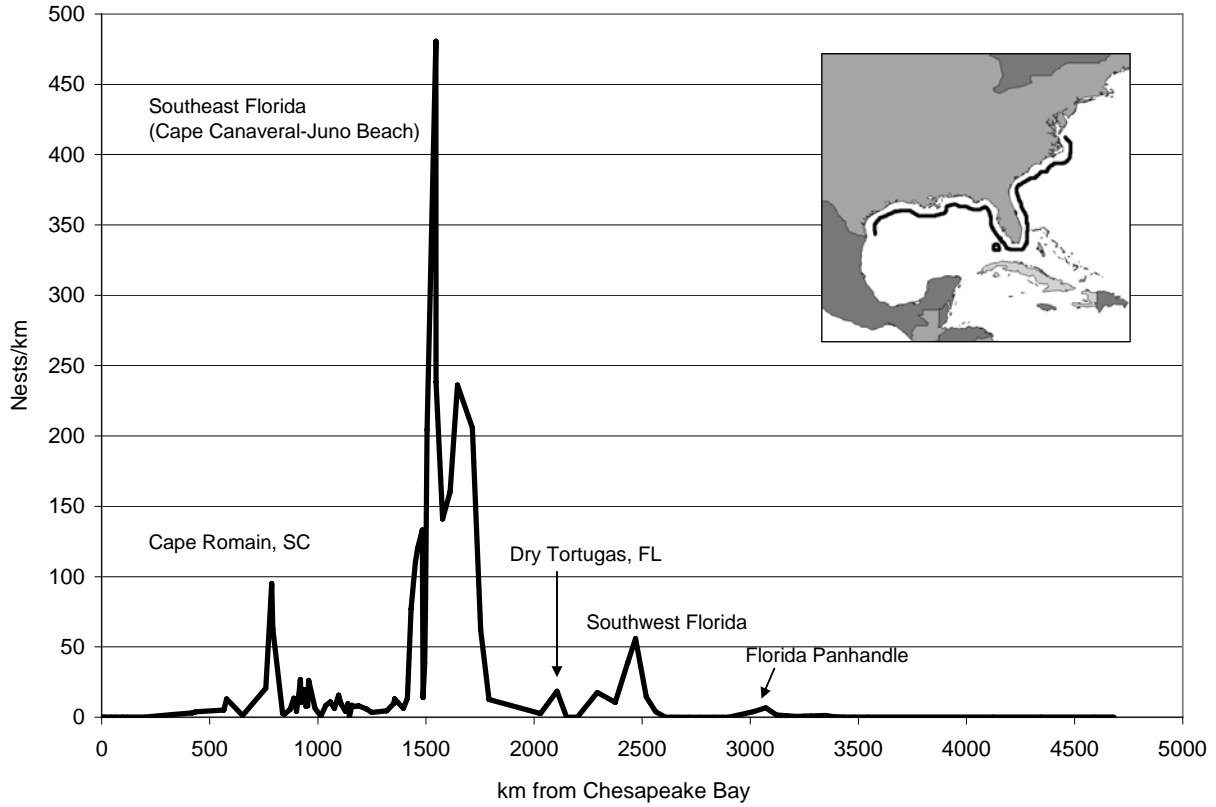 500
450
400
350
300
250
200
150
100
50
0
Nests/km
Southeast Florida
(Cape Canaveral-Juno Beach)
Cape Romain, SC
Dry Tortugas, FL
Southwest Florida
Florida Panhandle
0 500 1000 1500 2000 2500 3000 3500 4000 4500 5000
km from Chesapeake Bay